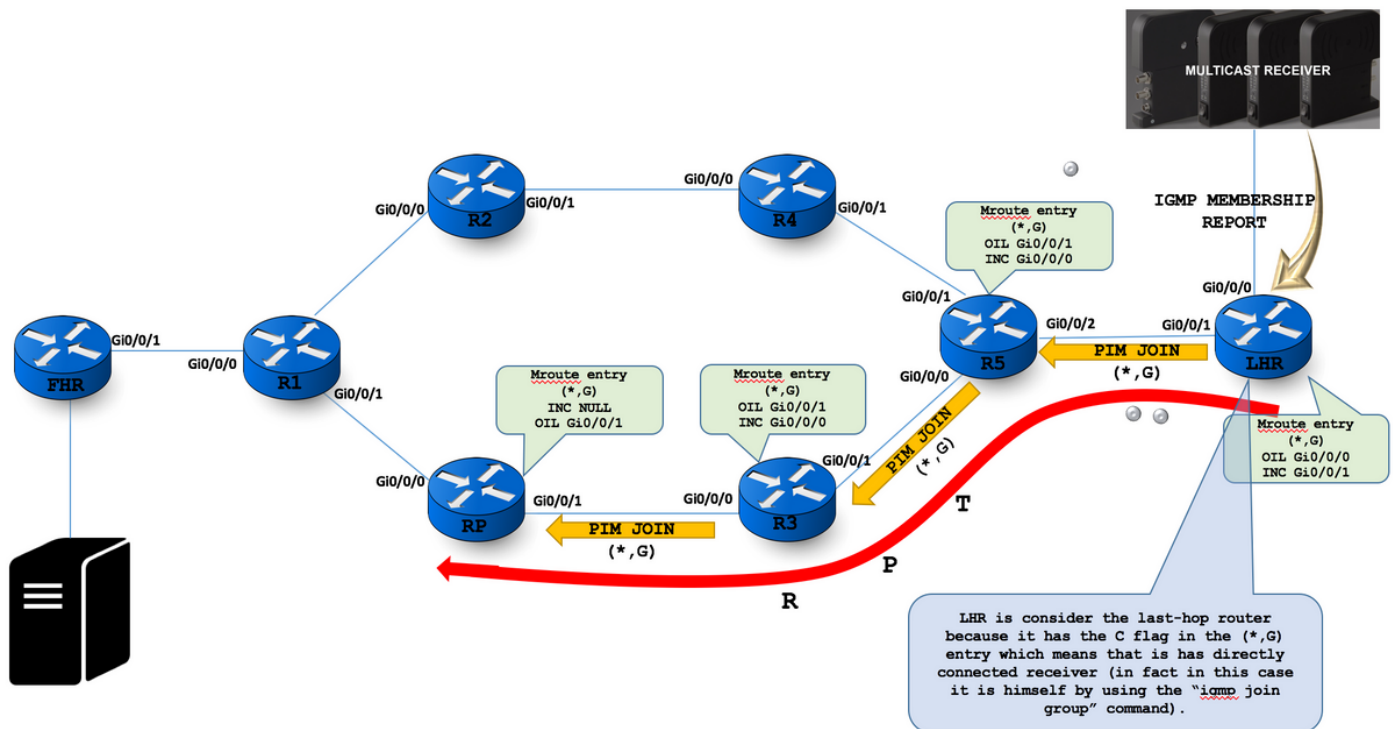 MULTICAST RECEIVER
IGMP MEMBERSHIP
REPORT
Gi0/0/0
Gi0/0/0
R2
Gi0/0/1
Gi0/0/0
R4
Gi0/0/1
Mroute entry
(*,G)
OIL Gi0/0/1
INC Gi0/0/0
Gi0/0/1
R5
Gi0/0/2
Gi0/0/0
Gi0/0/1
LHR
PIM JOIN
(*,G)
FHR
Gi0/0/1
Gi0/0/0
R1
Gi0/0/1
Mroute entry
(*,G)
INC NULL
OIL Gi0/0/1
Mroute entry
(*,G)
OIL Gi0/0/1
INC Gi0/0/0
PIM JOIN
(*,G)
Mroute entry
(*,G)
OIL Gi0/0/0
INC Gi0/0/1
Gi0/0/0
RP
Gi0/0/1
Gi0/0/0
R3
Gi0/0/1
PIM JOIN
(*,G)
R
P
T
LHR is consider the last-hop router
because it has the C flag in the (*,G)
entry which means that is has directly
connected receiver (in fact in this case
it is himself by using the “igmp join
group” command).